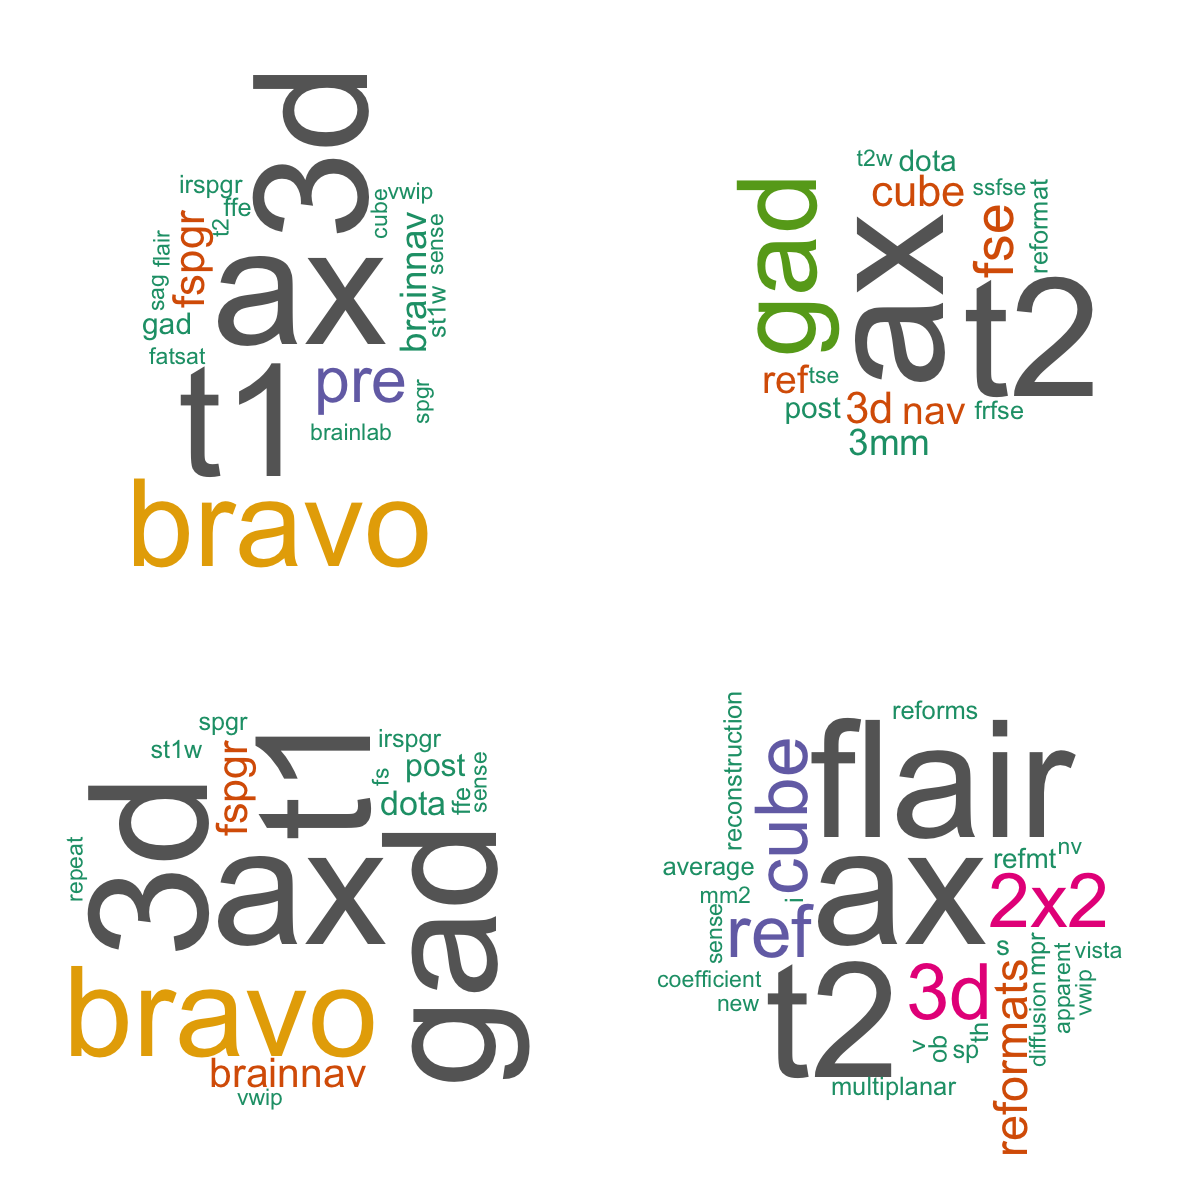 3d
irspgr
ffe
t2
cube
vwip
fspgr
sag
flair
ax
brainnav
sense
st1w
gad
fatsat
t1
pre
spgr
brainlab
bravo
t2w
dota
cube
ssfse
reformat
gad
ax
fse
t2
ref
tse
post
3d
nav
frfse
3mm
spgr
st1w
fspgr
t1
irspgr
fs
post
dota
ffe
sense
3d
repeat
ax
gad
bravo
brainnav
vwip
reforms
reconstruction
cube
flair
average
mm2
i
ax
refmt
nv
2x2
sense
ref
s
mpr
vista
coefficient
new
t2
3d
reformats
diffusion
apparent
vwip
v
ob
sp
th
multiplanar